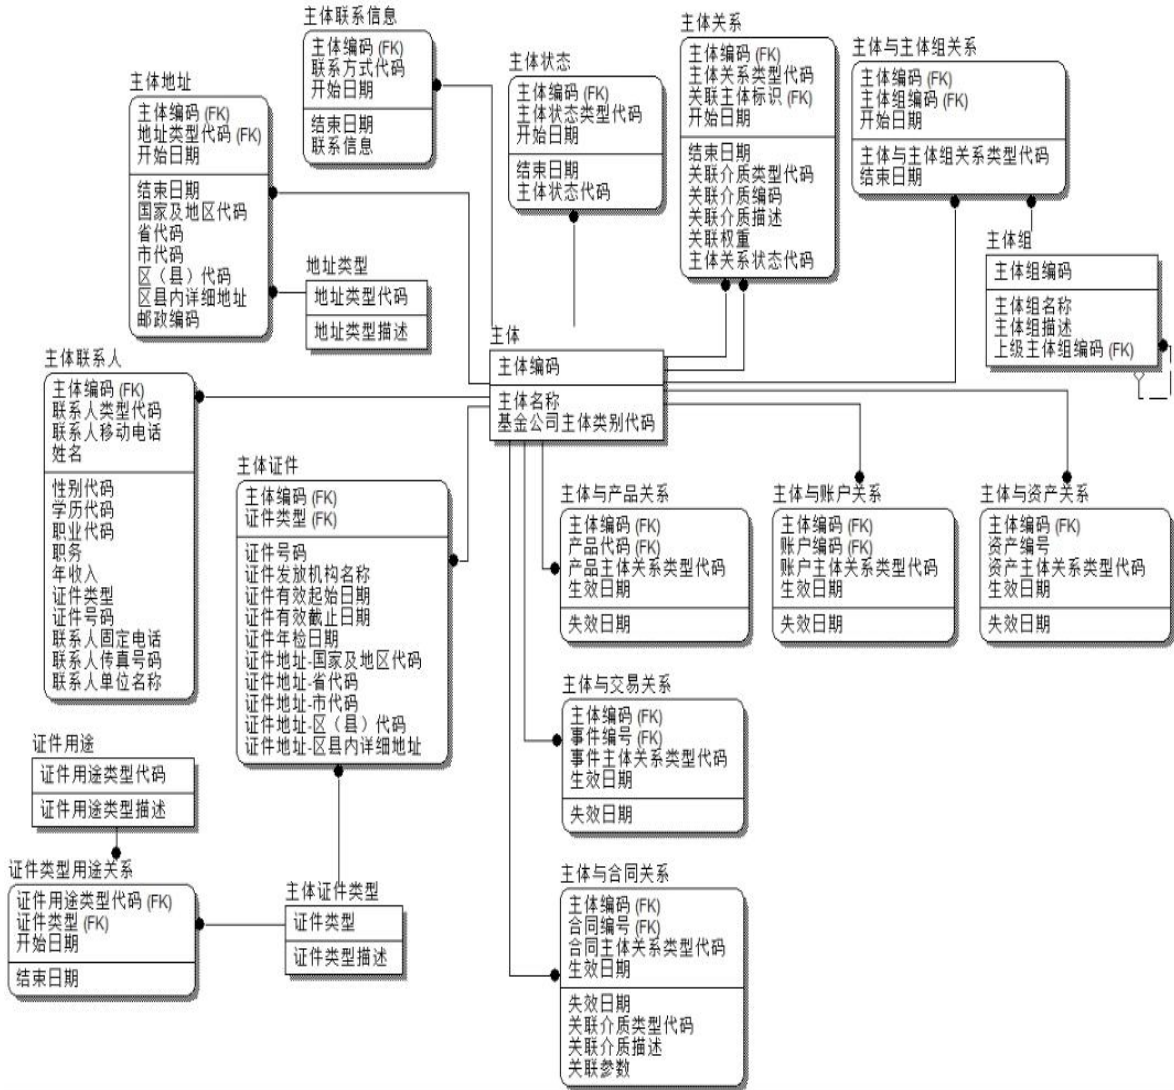 主体联系信息
主体编码 (FK)
联系方式代码
开始日期
结束日期
联系信息
主体状态
主体编码 (FK)
主体状态类型代码
开始日期
结束日期
主体状态代码
主体关系
主体编码 (FK)
主体关系类型代码
关联主体标识 (FK)
开始日期
结束日期
关联介质类型代码
关联介质编码
关联介质描述
关联权重
主体关系状态代码
主体与主体组关系
主体编码 (FK)
主体组编码 (FK)
开始日期
主体与主体组关系类型代码
结束日期
主体地址
主体编码 (FK)
地址类型代码 (FK)
开始日期
结束日期
国家及地区代码
省代码
市代码
区（县）代码
区县内详细地址
邮政编码
地址类型
地址类型代码
地址类型描述
主体组
主体组编码
主体组名称
主体组描述
上级主体组编码 (FK)
主体
主体编码
主体名称
基金公司主体类别代码
主体联系人
主体编码 (FK)
联系人类型代码
联系人移动电话
姓名
性别代码
学历代码
职业代码
职务
年收入
证件类型
证件号码
联系人固定电话
联系人传真号码
联系人单位名称
主体证件
主体编码 (FK)
证件类型 (FK)
证件号码
证件发放机构名称
证件有效起始日期
证件有效截止日期
证件年检日期
证件地址-国家及地区代码
证件地址-省代码
证件地址-市代码
证件地址-区（县）代码
证件地址-区县内详细地址
主体与产品关系
主体编码 (FK)
产品代码 (FK)
产品主体关系类型代码
生效日期
失效日期
主体与账户关系
主体编码 (FK)
账户编码 (FK)
账户主体关系类型代码
生效日期
失效日期
主体与资产关系
主体编码 (FK)
资产编号
资产主体关系类型代码
生效日期
失效日期
主体与交易关系
主体编码 (FK)
事件编号 (FK)
事件主体关系类型代码
生效日期
失效日期
证件用途
证件用途类型代码
证件用途类型描述
证件类型用途关系
证件用途类型代码 (FK)
证件类型 (FK)
开始日期
结束日期
主体证件类型
证件类型
证件类型描述
主体与合同关系
主体编码 (FK)
合同编号 (FK)
合同主体关系类型代码
生效日期
失效日期
关联介质类型代码
关联介质描述
关联参数